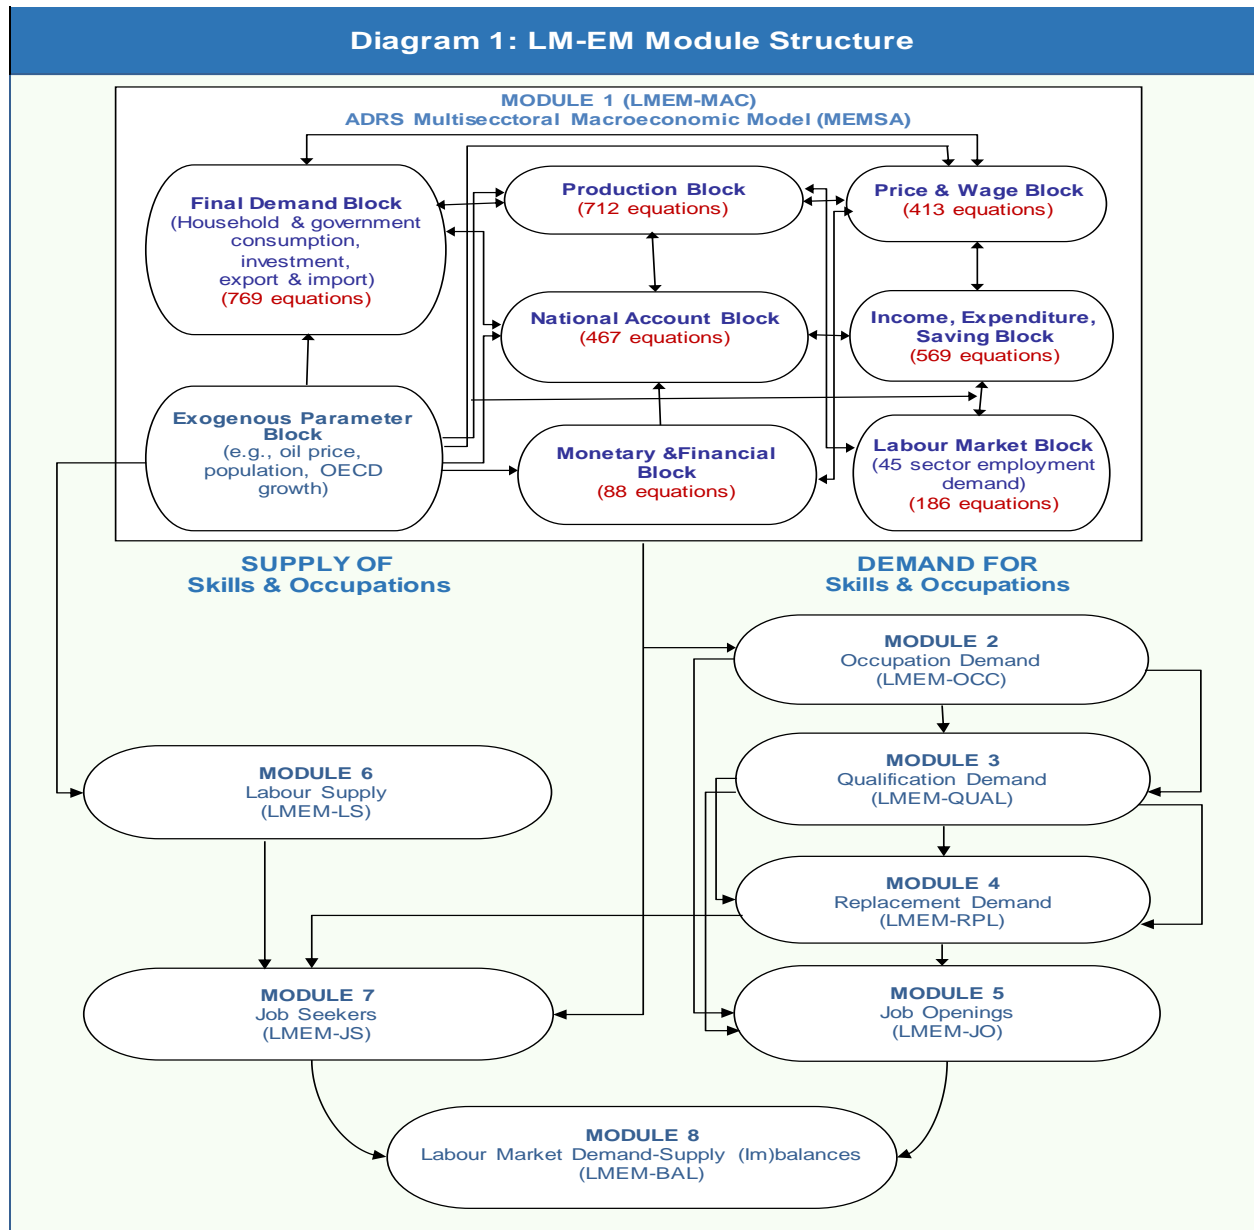 Diagram 1: LM-EM Module Structure
MODULE 1 (LMEM-MAC)
ADRS Multisecctoral Macroeconomic Model (MEMSA)
Final Demand Block
(Household & government
consumption,
investment,
export & import)
(769 equations)
Production Block
(712 equations)
Price & Wage Block
(413 equations)
National Account Block
(467 equations)
Income, Expenditure,
Saving Block
(569 equations)
Exogenous Parameter
Block
(e.g., oil price,
population, OECD
growth)
Monetary &Financial
Block
(88 equations)
Labour Market Block
(45 sector employment
demand)
(186 equations)
SUPPLY OF
Skills & Occupations
DEMAND FOR
Skills & Occupations
MODULE 2
Occupation Demand
(LMEM-OCC)
MODULE 3
Qualification Demand
(LMEM-QUAL)
MODULE 6
Labour Supply
(LMEM-LS)
MODULE 4
Replacement Demand
(LMEM-RPL)
MODULE 7
Job Seekers
(LMEM-JS)
MODULE 5
Job Openings
(LMEM-JO)
MODULE 8
Labour Market Demand-Supply (Im)balances
(LMEM-BAL)